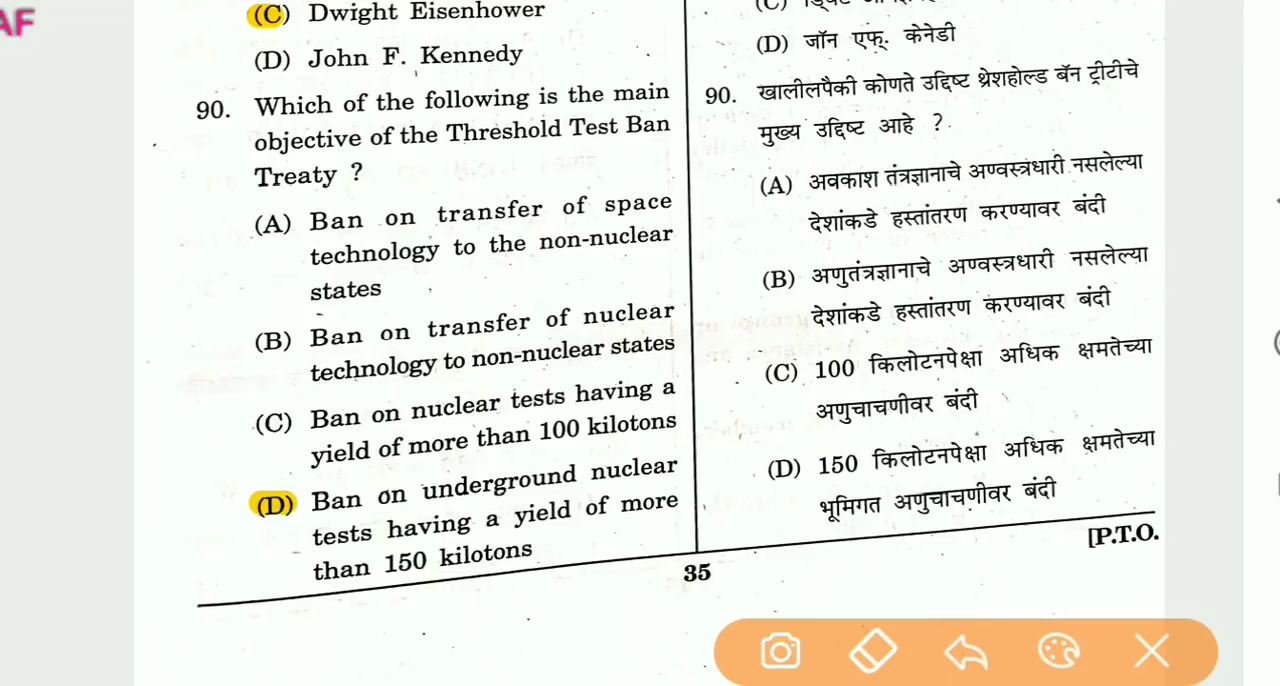 AF
(C) Dwight Eisenhower
(D) John F. Kennedy
90. Which of the following is the main
objective of the Threshold Test Ban
Treaty ?
(A) Ban on transfer of space
technology to the non-nuclear
states
(B) Ban on transfer of nuclear
technology to non-nuclear states
(C) Ban on nuclear tests having a
yield of more than 100 kilotons
(D) Ban on underground nuclear
tests having a yield of more
than 150 kilotons
(C)
(D) जॉन एफ्. केनेडी
90. खालीलपैकी कोणते उद्दिष्ट थ्रेशहोल्ड बॅन ट्रीटीचे
मुख्य उद्दिष्ट आहे ?
(A) अवकाश तंत्रज्ञानाचे अण्वस्त्रधारी नसलेल्या
देशांकडे हस्तांतरण करण्यावर बंदी
(B) अणुतंत्रज्ञानाचे अण्वस्त्रधारी नसलेल्या
देशांकडे हस्तांतरण करण्यावर बंदी
(C) 100 किलोटनपेक्षा अधिक क्षमतेच्या
अणुचाचणीवर बंदी
(D) 150 किलोटनपेक्षा अधिक क्षमतेच्या
भूमिगत अणुचाचणीवर बंदी
[P.T.O.
35